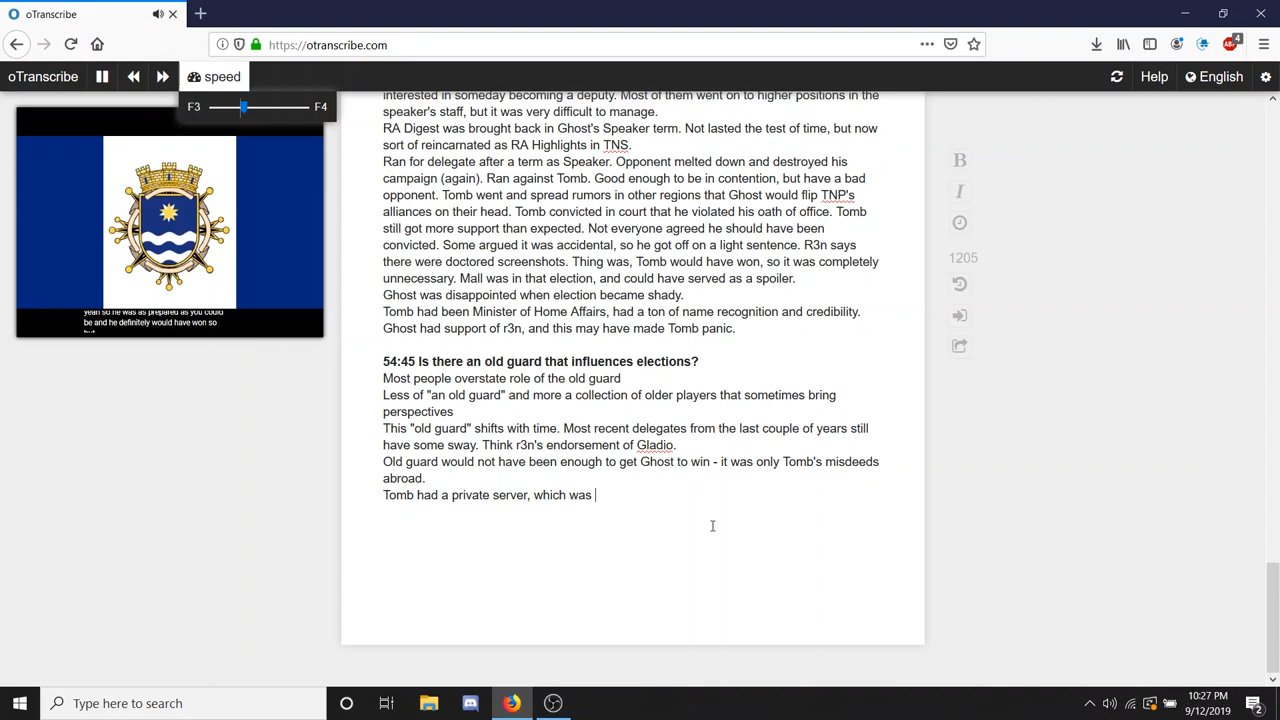 oTranscribe
https://otranscribe.com
4
oTranscribe speed Help English
F3 F4
yeah so he was as prepared as you could
be and he definitely would have won so
but
interested in someday becoming a deputy. Most of them went on to higher positions in the
speaker's staff, but it was very difficult to manage.
RA Digest was brought back in Ghost's Speaker term. Not lasted the test of time, but now
sort of reincarnated as RA Highlights in TNS.
Ran for delegate after a term as Speaker. Opponent melted down and destroyed his
campaign (again). Ran against Tomb. Good enough to be in contention, but have a bad
opponent. Tomb went and spread rumors in other regions that Ghost would flip TNP's
alliances on their head. Tomb convicted in court that he violated his oath of office. Tomb
still got more support than expected. Not everyone agreed he should have been
convicted. Some argued it was accidental, so he got off on a light sentence. R3n says
there were doctored screenshots. Thing was, Tomb would have won, so it was completely
unnecessary. Mall was in that election, and could have served as a spoiler.
Ghost was disappointed when election became shady.
Tomb had been Minister of Home Affairs, had a ton of name recognition and credibility.
Ghost had support of r3n, and this may have made Tomb panic.
54:45 Is there an old guard that influences elections?
Most people overstate role of the old guard
Less of "an old guard" and more a collection of older players that sometimes bring
perspectives
This "old guard" shifts with time. Most recent delegates from the last couple of years still
have some sway. Think r3n's endorsement of Gladio.
Old guard would not have been enough to get Ghost to win - it was only Tomb's misdeeds
abroad.
Tomb had a private server, which was
B
I
1205
Type here to search
10:27 PM
9/12/2019
2